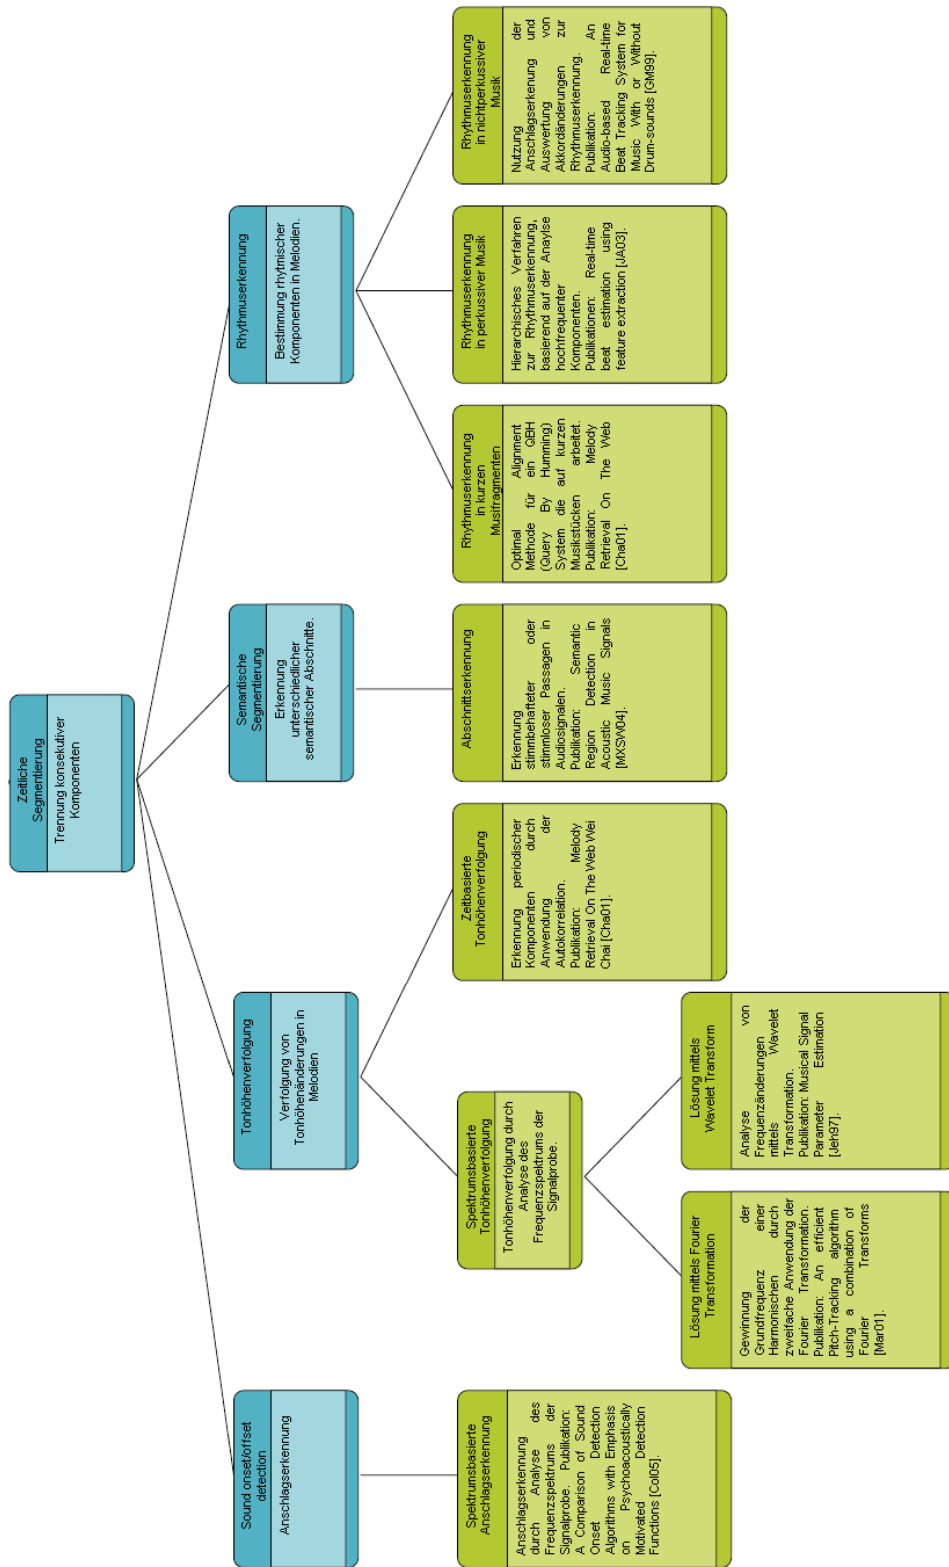 Zeitliche
Segmentierung
Trennung konsekutiver
Komponenten
Sound onset/offset
detection
Anschlagserkennung
Tonhöhenverfolgung
Verfolgung von
Tonhöhenänderungen in
Melodien
Semantische
Segmentierung
Erkennung
unterschiedlicher
semantischer Abschnitte.
Rhythmuserkennung
Bestimmung rhytmischer
Komponenten in Melodien.
Spektrumsbasierte
Anschlagserkennung
Anschlagserkennung
durch Analyse des
Frequenzspektrums der
Signalprobe. Publikation:
A Comparison of Sound
Onset Detection
Algorithms with Emphasis
on Psychoacoustically
Motivated Detection
Functions [Col05].
Spektrumsbasierte
Tonhöhenverfolgung
Tonhöhenverfolgung durch
Analyse des
Frequenzspektrums der
Signalprobe.
Zeitbasierte
Tonhöhenverfolgung
Erkennung periodischer
Komponenten durch
Anwendung der
Autokorrelation.
Publikation: Melody
Retrieval On The Web Wei
Chai [Cha01].
Abschnittserkennung
Erkennung
stimmbehafteter oder
stimmloser Passagen in
Audiosignalen.
Publikation: Semantic
Region Detection in
Acoustic Music Signals
[MXSW04].
Rhythmuserkennung
in kurzen
Musifragmenten
Optimal Alignment
Methode für ein QBH
(Query By Humming)
System die auf kurzen
Musikstücken arbeitet.
Publikation: Melody
Retrieval On The Web
[Cha01].
Rhythmuserkennung
in perkussiver Musik
Hierarchisches Verfahren
zur Rhythmuserkennung,
basierend auf der Anaylse
hochfrequenter
Komponenten.
Publikationen: Real-time
beat estimation using
feature extraction [JA03].
Rhythmuserkennung
in nichtperkussiver
Musik
Nutzung der
Anschlagserkenung und
Auswertung von
Akkordänderungen zur
Rhythmuserkennung.
Publikation: An
Audio-based Real-time
Beat Tracking System for
Music With or Without
Drum-sounds [GM99].
Lösung mittels Fourier
Transformation
Gewinnung der
Grundfrequenz einer
Harmonischen durch
zweifache Anwendung der
Fourier Transformation.
Publikation: An efficient
Pitch-Tracking algorithm
using a combination of
Fourier Transforms
[Mar01]
Lösung mittels
Wavelet Transform
Analyse von
Frequenzänderungen
mittels Wavelet
Transformation.
Publikation: Musical Signal
Parameter Estimation
[Jeh97].